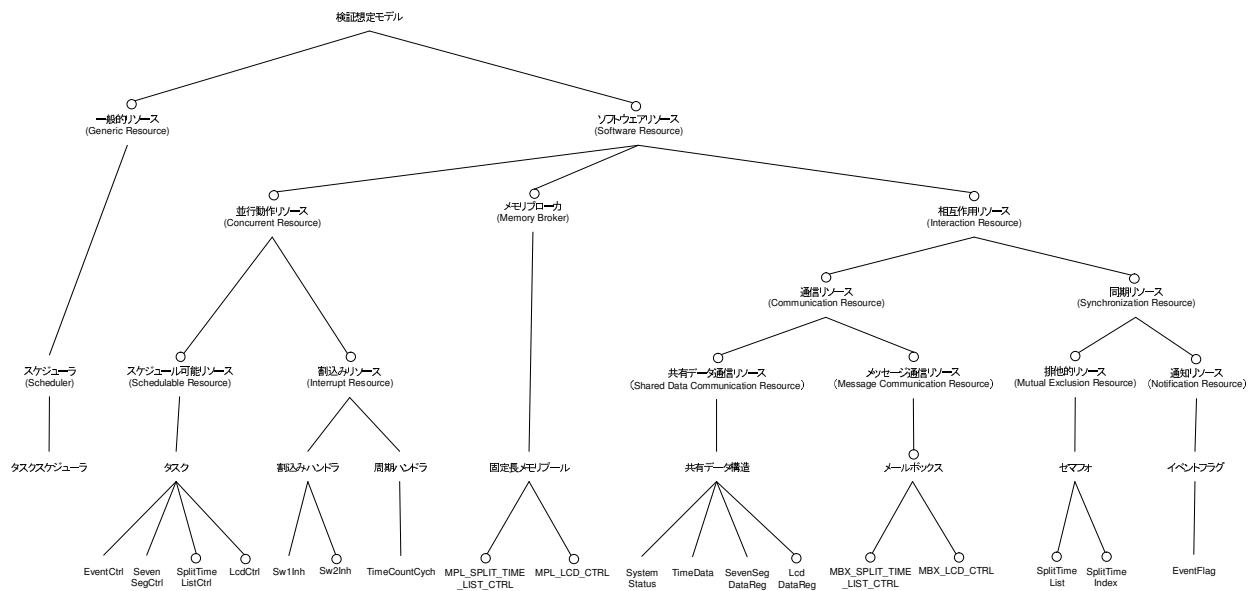 検証想定モデル
一般的リソース
(Generic Resource)
ソフトウェアリソース
(Software Resource)
並行動作リソース
(Concurrent Resource)
メモリブローカ
(Memory Broker)
相互作用リソース
(Interaction Resource)
通信リソース
(Communication Resource)
同期リソース
(Synchronization Resource)
スケジューラ
(Scheduler)
スケジュール可能リソース
(Schedulable Resource)
割込みリソース
(Interrupt Resource)
共有データ通信リソース
(Shared Data Communication Resource)
メッセージ通信リソース
(Message Communication Resource)
排他的リソース
(Mutual Exclusion Resource)
通知リソース
(Notification Resource)
タスクスケジューラ
タスク
割込みハンドラ
周期ハンドラ
固定長メモリプール
共有データ構造
メールボックス
セマフォ
イベントフラグ
EventCtrl
Seven
SegCtrl
SplitTime
ListCtrl
LcdCtrl
Sw1Inh
Sw2Inh
TimeCountCych
MPL_SPLIT_TIME
_LIST_CTRL
MPL_LCD_CTRL
System
Status
TimeData
SevenSeg
DataReg
Lcd
DataReg
MBX_SPLIT_TIME
_LIST_CTRL
MBX_LCD_CTRL
SplitTime
List
SplitTime
Index
EventFlag